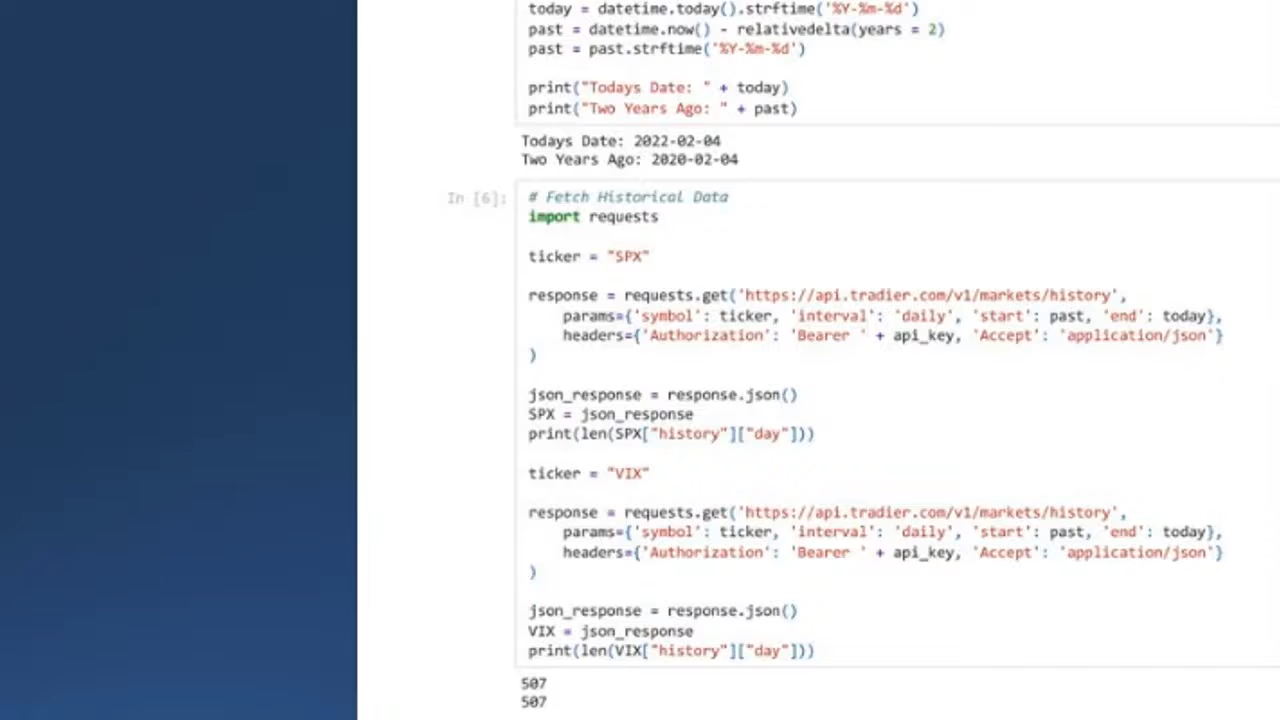 today = datetime.today().strftime('%Y-%m-%d')
past = datetime.now() - relativedelta(years = 2)
past = past.strftime('%Y-%m-%d')
print("Todays Date: " + today)
print("Two Years Ago: " + past)
Todays Date: 2022-02-04
Two Years Ago: 2020-02-04
In [6]:
# Fetch Historical Data
import requests
ticker = "SPX"
response = requests.get('https://api.tradier.com/v1/markets/history',
    params={'symbol': ticker, 'interval': 'daily', 'start': past, 'end': today},
    headers={'Authorization': 'Bearer ' + api_key, 'Accept': 'application/json'}
)
json_response = response.json()
SPX = json_response
print(len(SPX["history"]["day"]))
ticker = "VIX"
response = requests.get('https://api.tradier.com/v1/markets/history',
    params={'symbol': ticker, 'interval': 'daily', 'start': past, 'end': today},
    headers={'Authorization': 'Bearer ' + api_key, 'Accept': 'application/json'}
)
json_response = response.json()
VIX = json_response
print(len(VIX["history"]["day"]))
507
507